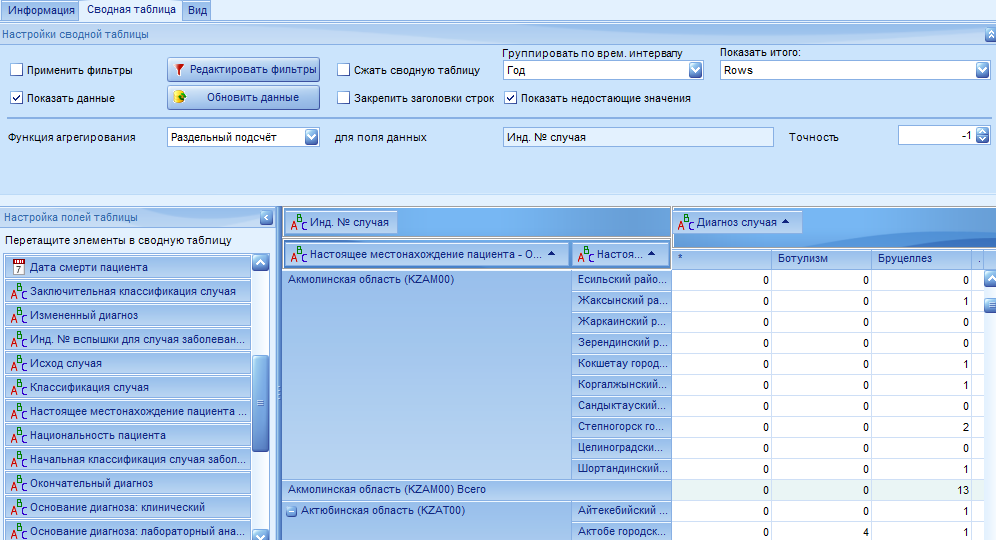 Информация Сводная таблица Вид
Настройки сводной таблицы
Группировать по врем. интервалу Показать итого:
Применить фильтры Редактировать фильтры Сжать сводную таблицу Год Rows
Показать данные Обновить данные Закрепить заголовки строк Показать недостающие значения
Функция агрегирования Раздельный подсчёт для поля данных Инд. № случая Точность -1
Настройка полей таблицы
Перетащите элементы в сводную таблицу
Дата смерти пациента
Заключительная классификация случая
Измененный диагноз
Инд. № вспышки для случая заболеван...
Исход случая
Классификация случая
Настоящее местонахождение пациента ...
Национальность пациента
Начальная классификация случая забол...
Окончательный диагноз
Основание диагноза: клинический
Основание диагноза: лабораторный ана...
Инд. № случая Диагноз случая
Настоящее местонахождение пациента - О... Настоя... * Ботулизм Бруцеллез .
Акмолинская область (KZAM00) Есильский райо... 0 0 0
Жаксынский ра... 0 0 1
Жаркаинский р... 0 0 0
Зерендинский р... 0 0 0
Кокшетау город... 0 0 1
Коргалжынский... 0 0 1
Сандыктауский... 0 0 0
Степногорск го... 0 0 2
Целиноградски... 0 0 0
Шортандинский... 0 0 1
Акмолинская область (KZAM00) Всего 0 0 13
Актюбинская область (KZAT00) Айтекебийский ... 0 0 1
Актобе городск... 0 4 1